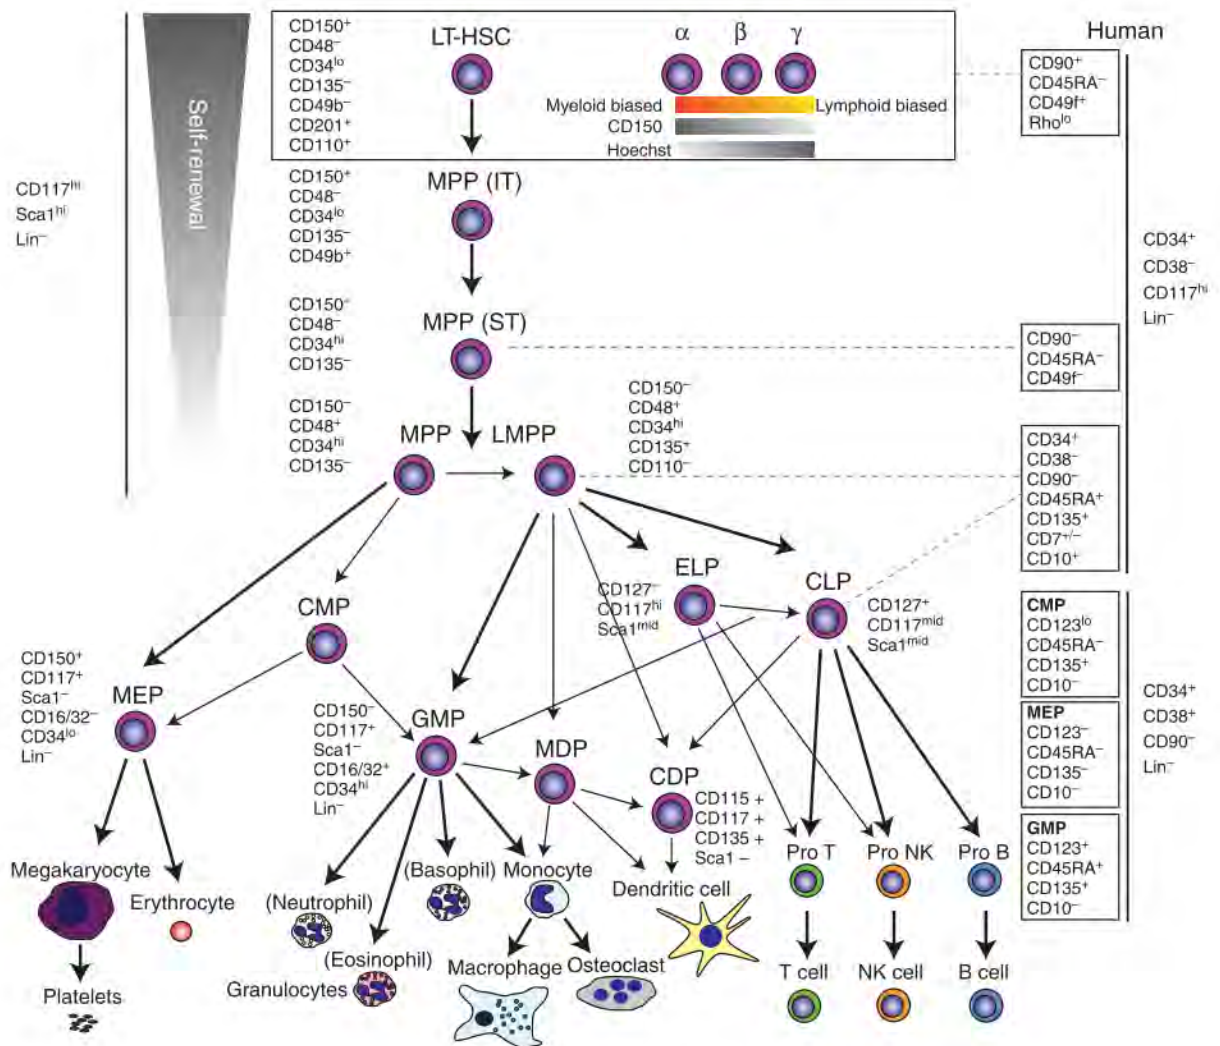 Human
CD150⁺
CD48⁻
CD34ˡᵒ
CD135⁻
CD49b⁻
CD201⁺
CD110⁺
LT-HSC
α β γ
Myeloid biased
Lymphoid biased
CD150
Hoechst
CD90⁺
CD45RA⁻
CD49f⁺
Rhoˡᵒ
Self-renewal
CD117ʰⁱ
Sca1ʰⁱ
Lin⁻
CD150⁺
CD48⁻
CD34ˡᵒ
CD135⁻
CD49b⁺
MPP (IT)
CD34⁺
CD38⁻
CD117ʰⁱ
Lin⁻
CD48⁻
CD34ʰⁱ
CD135⁻
MPP (ST)
CD90⁻
CD45RA⁻
CD49f⁻
CD150⁻
CD48⁺
CD34ʰⁱ
CD135⁻
MPP
LMPP
CD150⁻
CD48⁺
CD34ʰⁱ
CD135⁺
CD110⁻
CD34⁺
CD38⁻
CD90⁻
CD45RA⁺
CD135⁺
CD7⁺/⁻
CD10⁺
CMP
ELP
CD127⁻
CD117ʰⁱ
Sca1ᵐⁱᵈ
CLP
CD127⁺
CD117ᵐⁱᵈ
Sca1ᵐⁱᵈ
CMP
CD123ˡᵒ
CD45RA⁻
CD135⁺
CD10⁻
MEP
CD123⁻
CD45RA⁻
CD135⁻
CD10⁻
GMP
CD123⁺
CD45RA⁺
CD135⁺
CD10⁻
CD34⁺
CD38⁺
CD90⁻
Lin⁻
CD150⁺
CD117⁺
Sca1⁻
CD16/32⁻
CD34ˡᵒ
Lin⁻
MEP
CD150⁻
CD117⁺
Sca1⁻
CD16/32⁺
CD34ʰⁱ
Lin⁻
GMP
MDP
CDP
CD115 +
CD117 +
CD135 +
Sca1 –
Megakaryocyte
Erythrocyte
Platelets
(Neutrophil)
(Eosinophil)
Granulocytes
(Basophil)
Monocyte
Macrophage
Osteoclast
Dendritic cell
Pro T
Pro NK
Pro B
T cell
NK cell
B cell